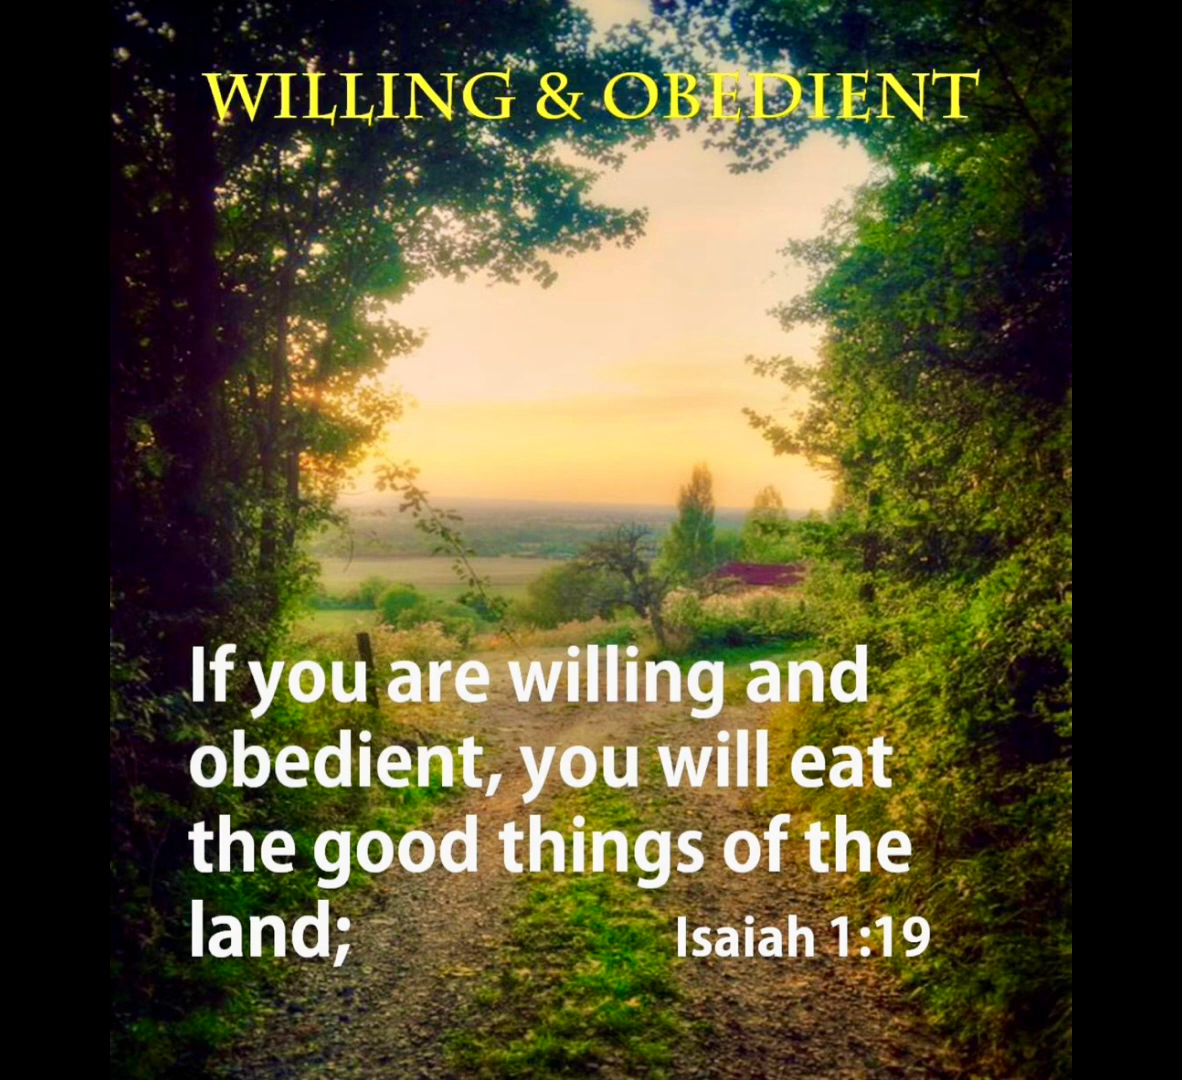 WILLING & OBEDIENT
If you are willing and
obedient, you will eat
the good things of the
land;
Isaiah 1:19